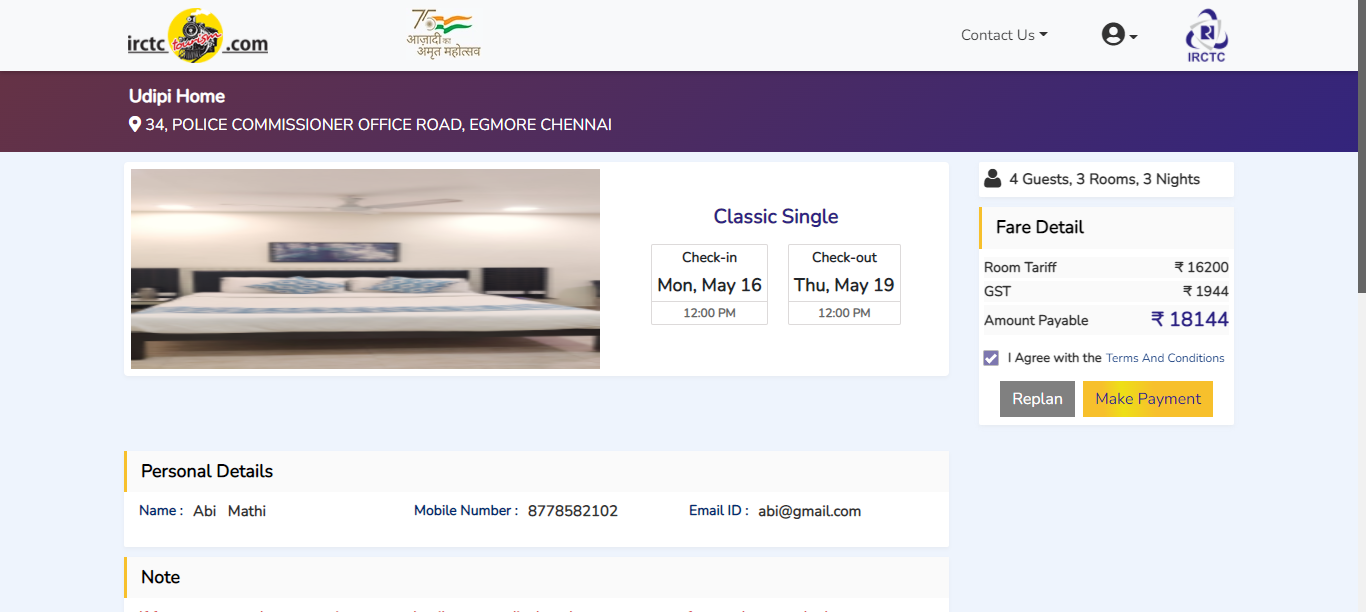 irctc tourism .com
75
आज़ादी का
अमृत महोत्सव
Contact Us
IRCTC
Udipi Home
34, POLICE COMMISSIONER OFFICE ROAD, EGMORE CHENNAI
4 Guests, 3 Rooms, 3 Nights
Classic Single
Check-in
Mon, May 16
12:00 PM
Check-out
Thu, May 19
12:00 PM
Fare Detail
Room Tariff ₹ 16200
GST ₹ 1944
Amount Payable ₹ 18144
I Agree with the Terms And Conditions
Replan Make Payment
Personal Details
Name : Abi Mathi Mobile Number : 8778582102 Email ID : abi@gmail.com
Note